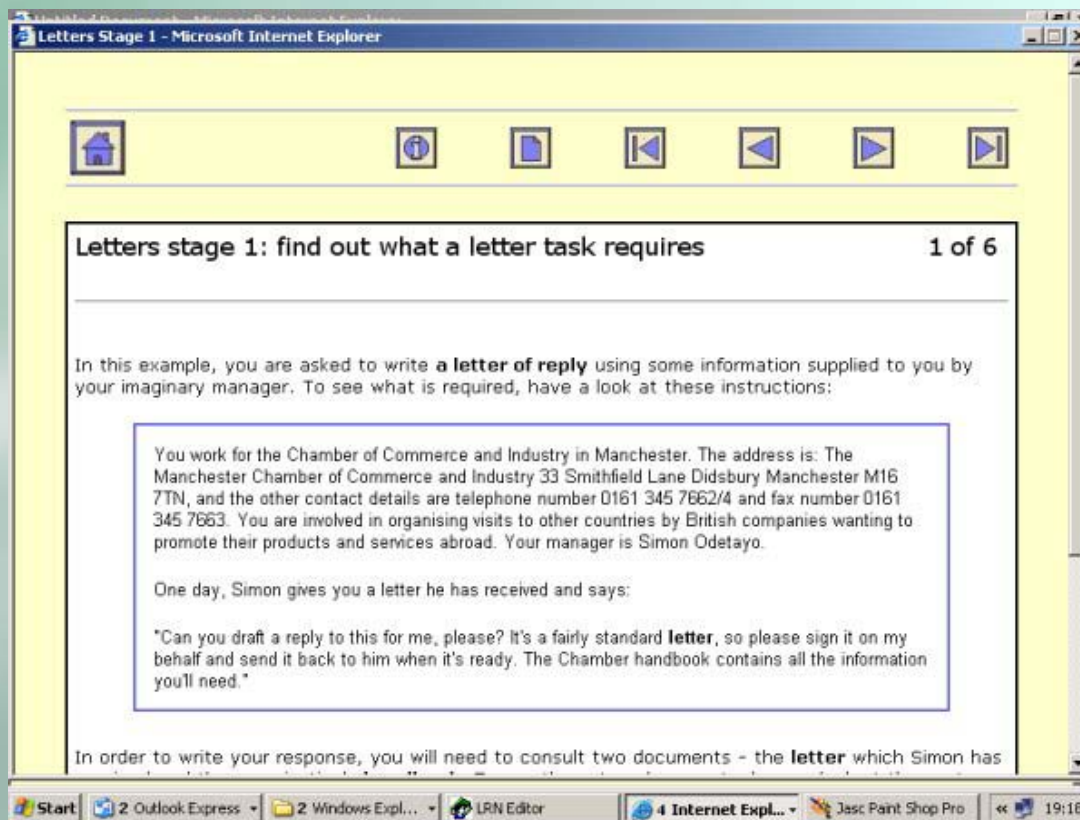 Letters Stage 1 - Microsoft Internet Explorer
Letters stage 1: find out what a letter task requires 1 of 6
In this example, you are asked to write a letter of reply using some information supplied to you by
your imaginary manager. To see what is required, have a look at these instructions:
You work for the Chamber of Commerce and Industry in Manchester. The address is: The
Manchester Chamber of Commerce and Industry 33 Smithfield Lane Didsbury Manchester M16
7TN, and the other contact details are telephone number 0161 345 7662/4 and fax number 0161
345 7663. You are involved in organising visits to other countries by British companies wanting to
promote their products and services abroad. Your manager is Simon Odetayo.
One day, Simon gives you a letter he has received and says:
"Can you draft a reply to this for me, please? It's a fairly standard letter, so please sign it on my
behalf and send it back to him when it's ready. The Chamber handbook contains all the information
you'll need."
In order to write your response, you will need to consult two documents - the letter which Simon has
Start 2 Outlook Express 2 Windows Expl... LRN Editor 4 Internet Expl... Jasc Paint Shop Pro « 19:16